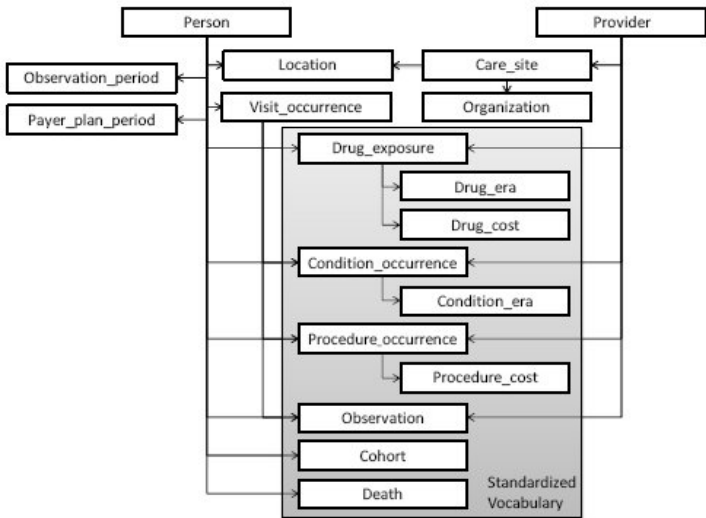 Person
Provider
Location
Care_site
Observation_period
Visit_occurrence
Organization
Payer_plan_period
Drug_exposure
Drug_era
Drug_cost
Condition_occurrence
Condition_era
Procedure_occurrence
Procedure_cost
Observation
Cohort
Death
Standardized
Vocabulary